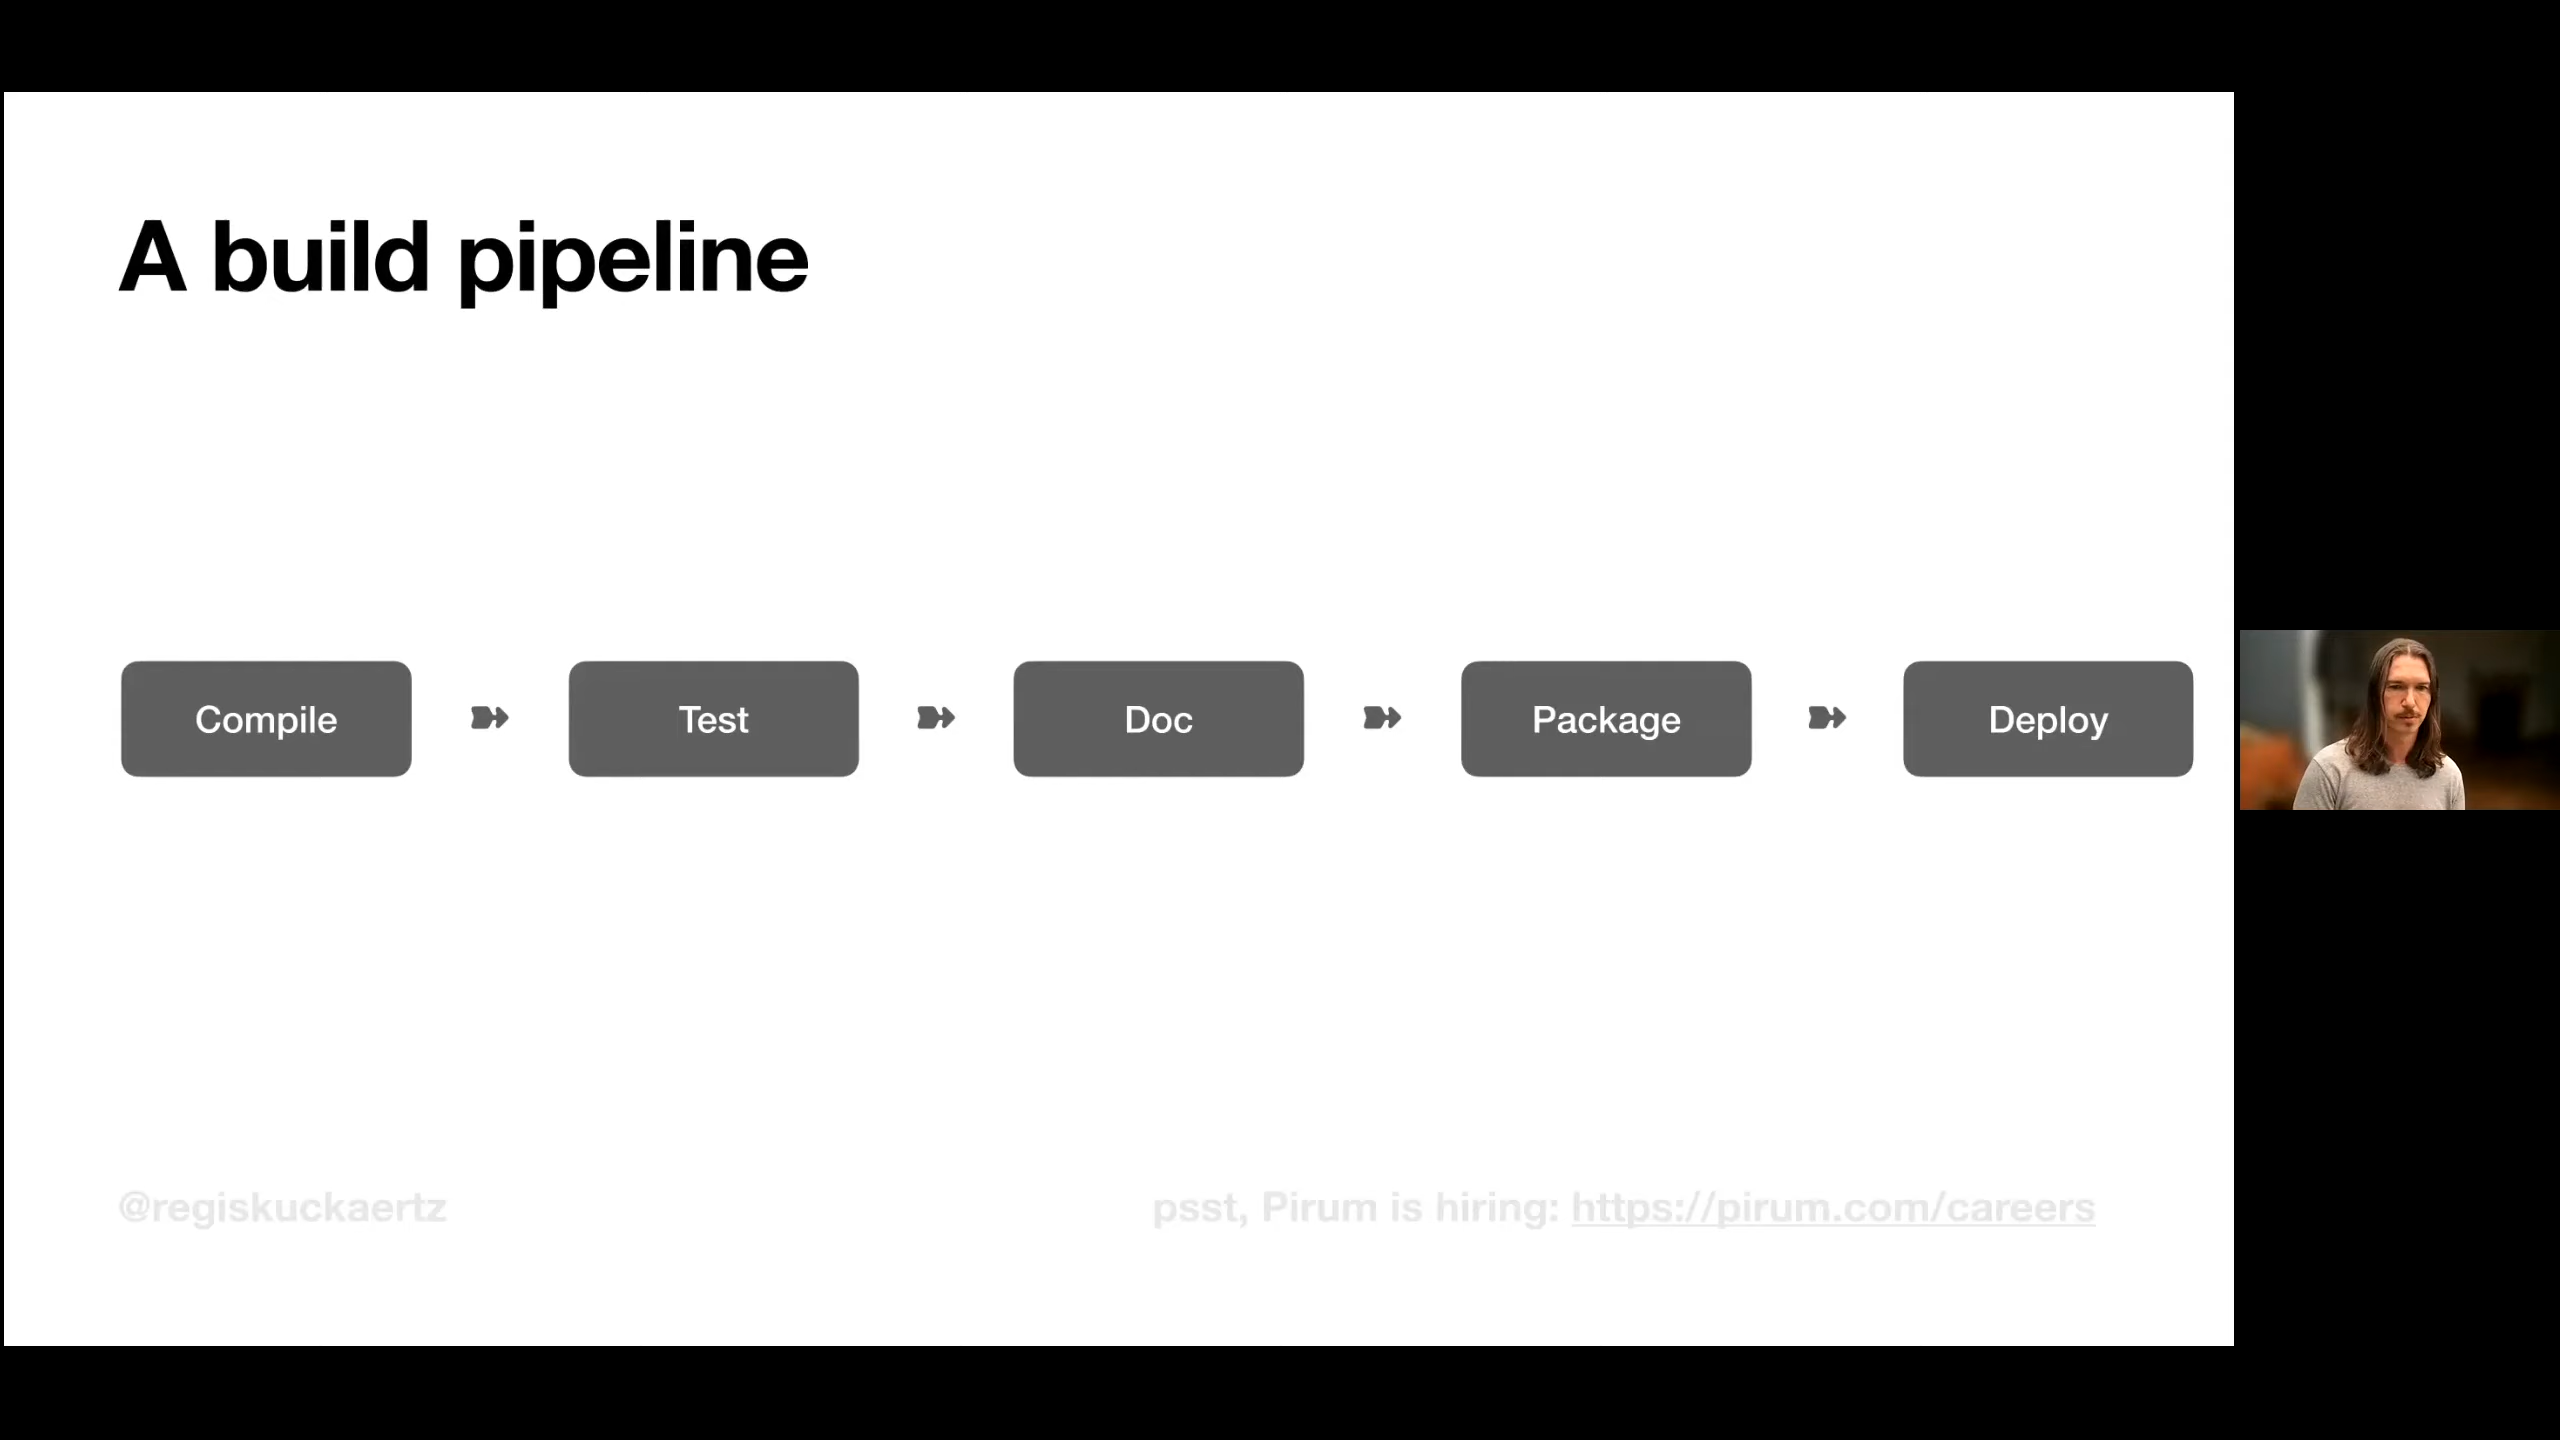 A build pipeline
Compile
Test
Doc
Package
Deploy
@regiskuckaertz
psst, Pirum is hiring: https://pirum.com/careers